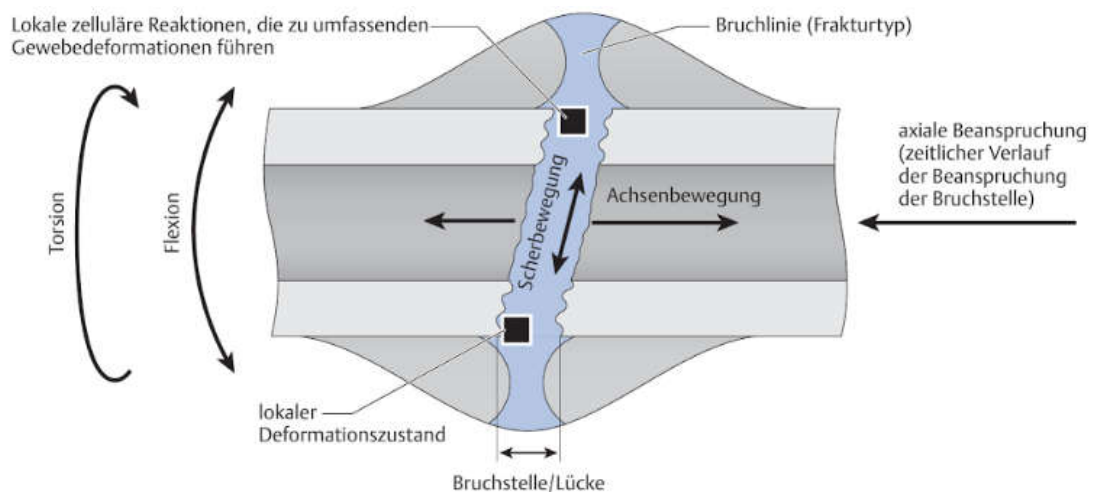 Lokale zelluläre Reaktionen, die zu umfassenden
Gewebedeformationen führen
Bruchlinie (Frakturtyp)
axiale Beanspruchung
(zeitlicher Verlauf
der Beanspruchung
der Bruchstelle)
Torsion
Flexion
Scherbewegung
Achsenbewegung
lokaler
Deformationszustand
Bruchstelle/Lücke